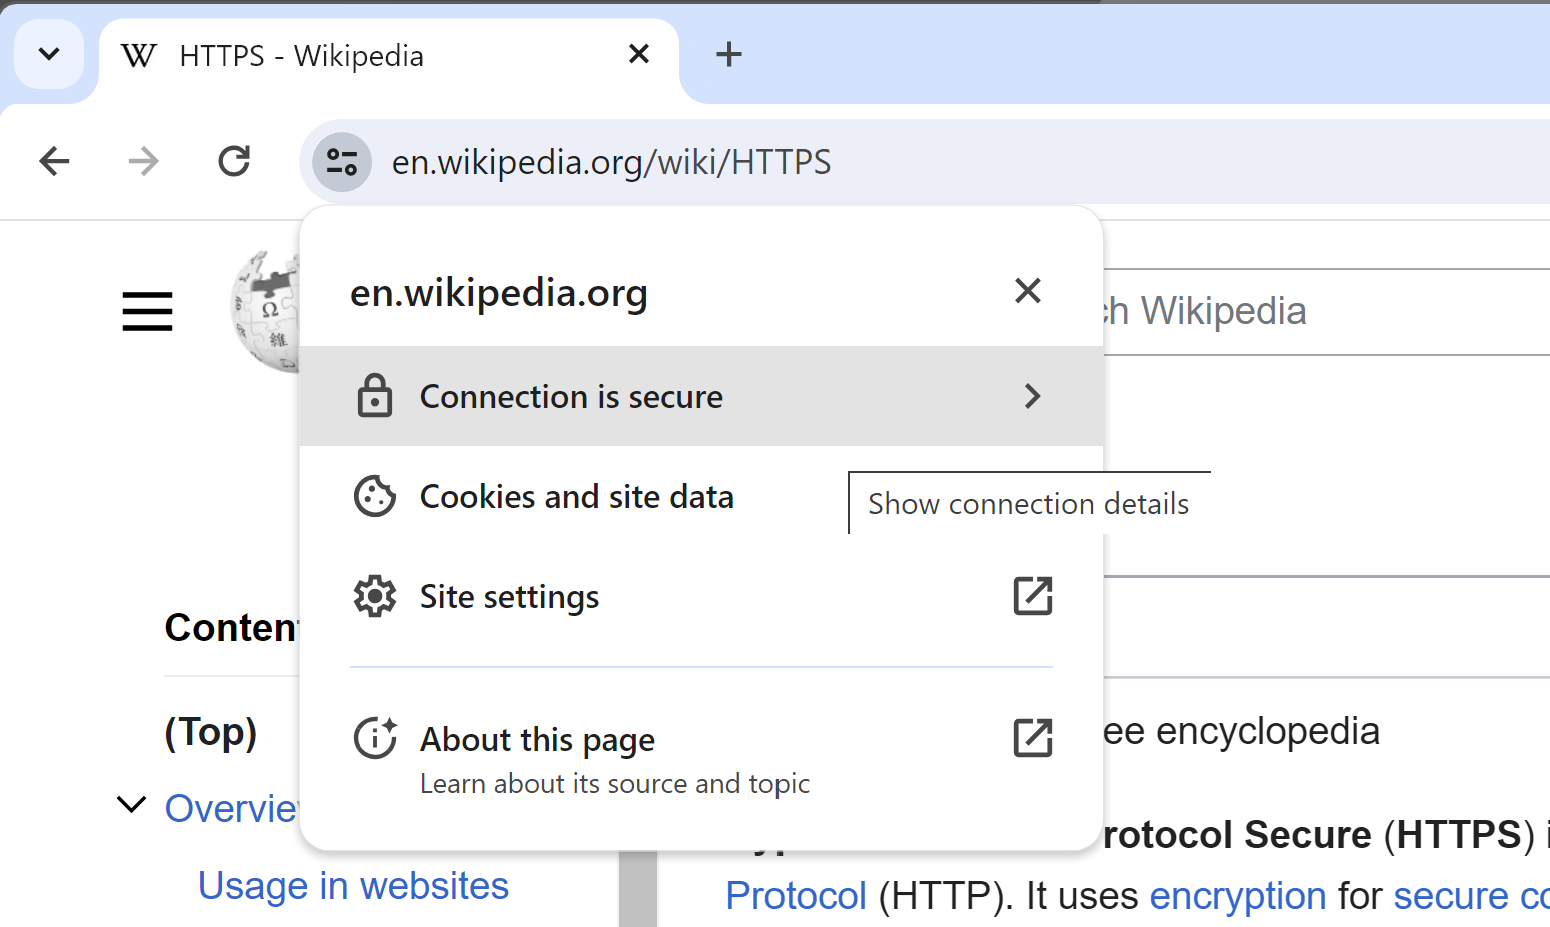 HTTPS - Wikipedia
en.wikipedia.org/wiki/HTTPS
en.wikipedia.org
ch Wikipedia
Connection is secure
Cookies and site data
Show connection details
Site settings
Conten
(Top)
About this page
ee encyclopedia
Learn about its source and topic
Overvie
rotocol Secure (HTTPS) i
Usage in websites
Protocol (HTTP). It uses encryption for secure co